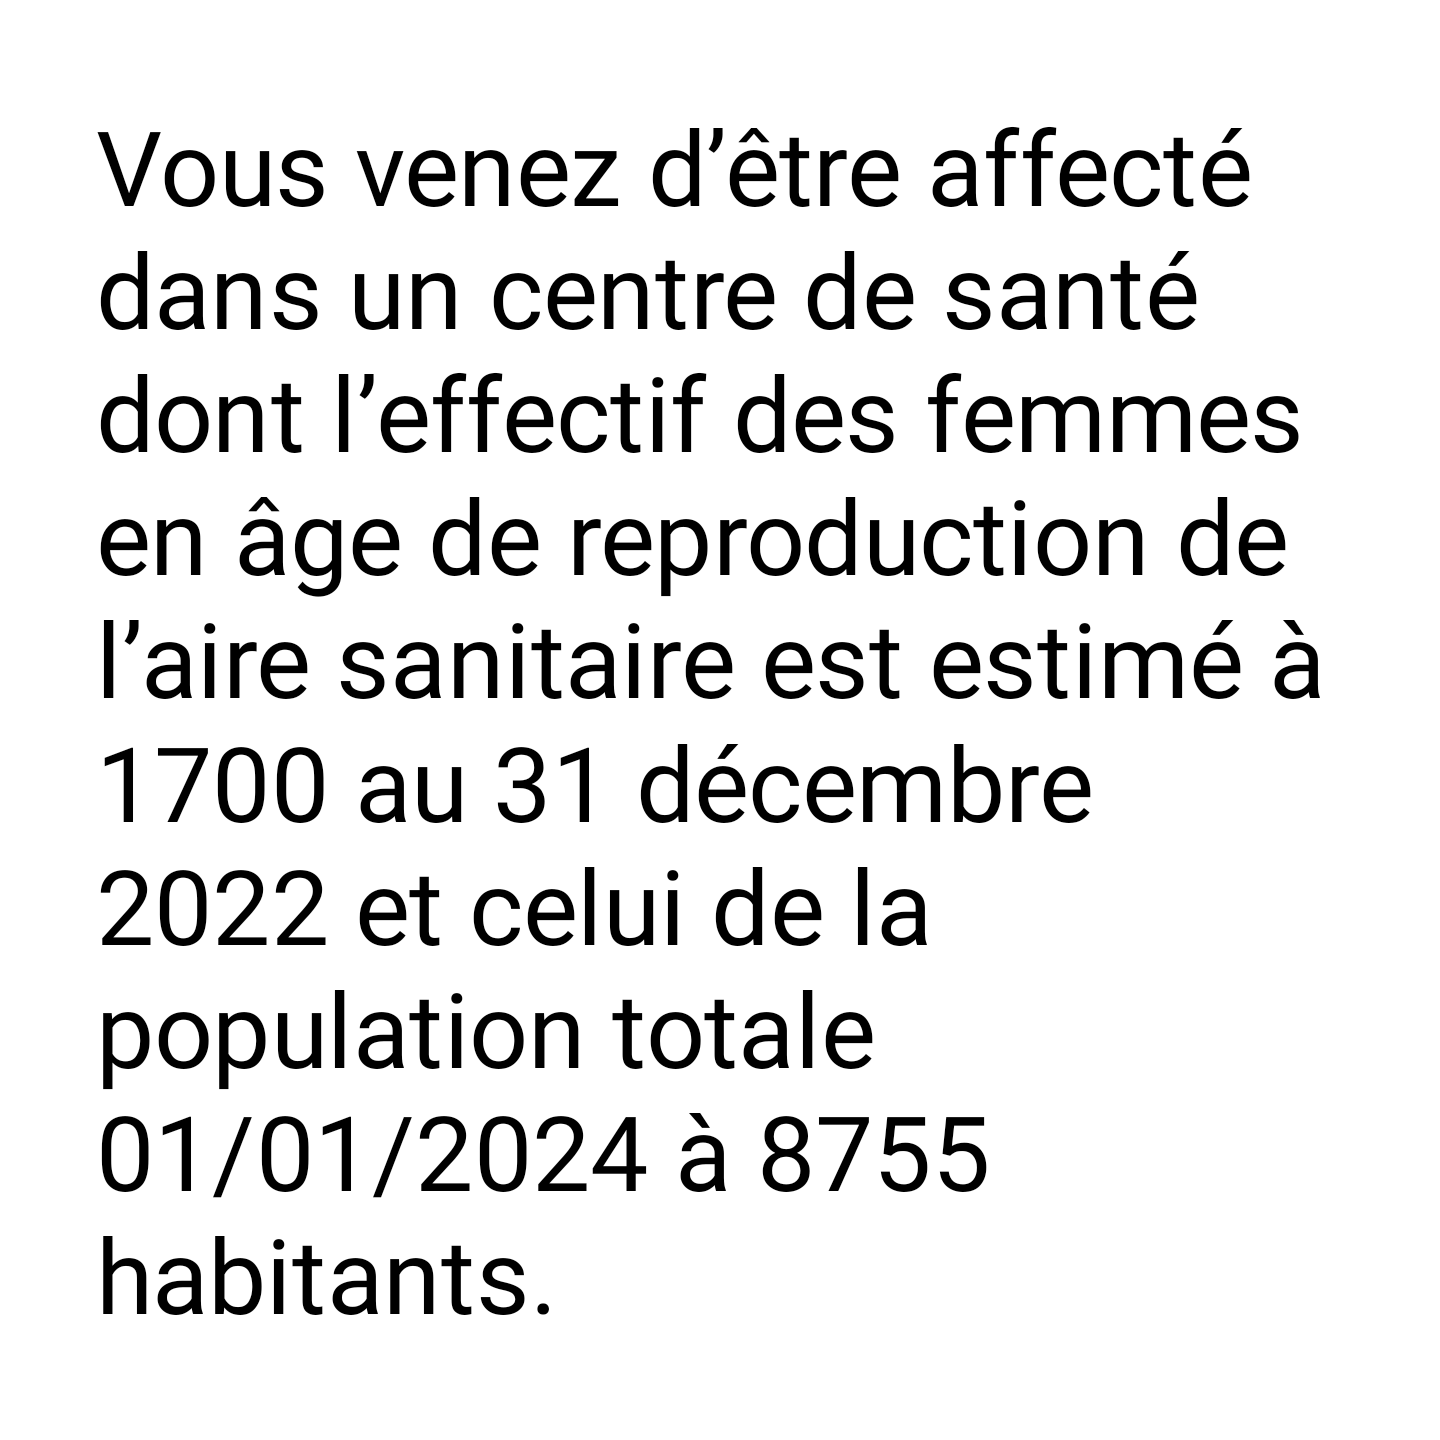 Vous venez d’être affecté
dans un centre de santé
dont l’effectif des femmes
en âge de reproduction de
l’aire sanitaire est estimé à
1700 au 31 décembre
2022 et celui de la
population totale
01/01/2024 à 8755
habitants.